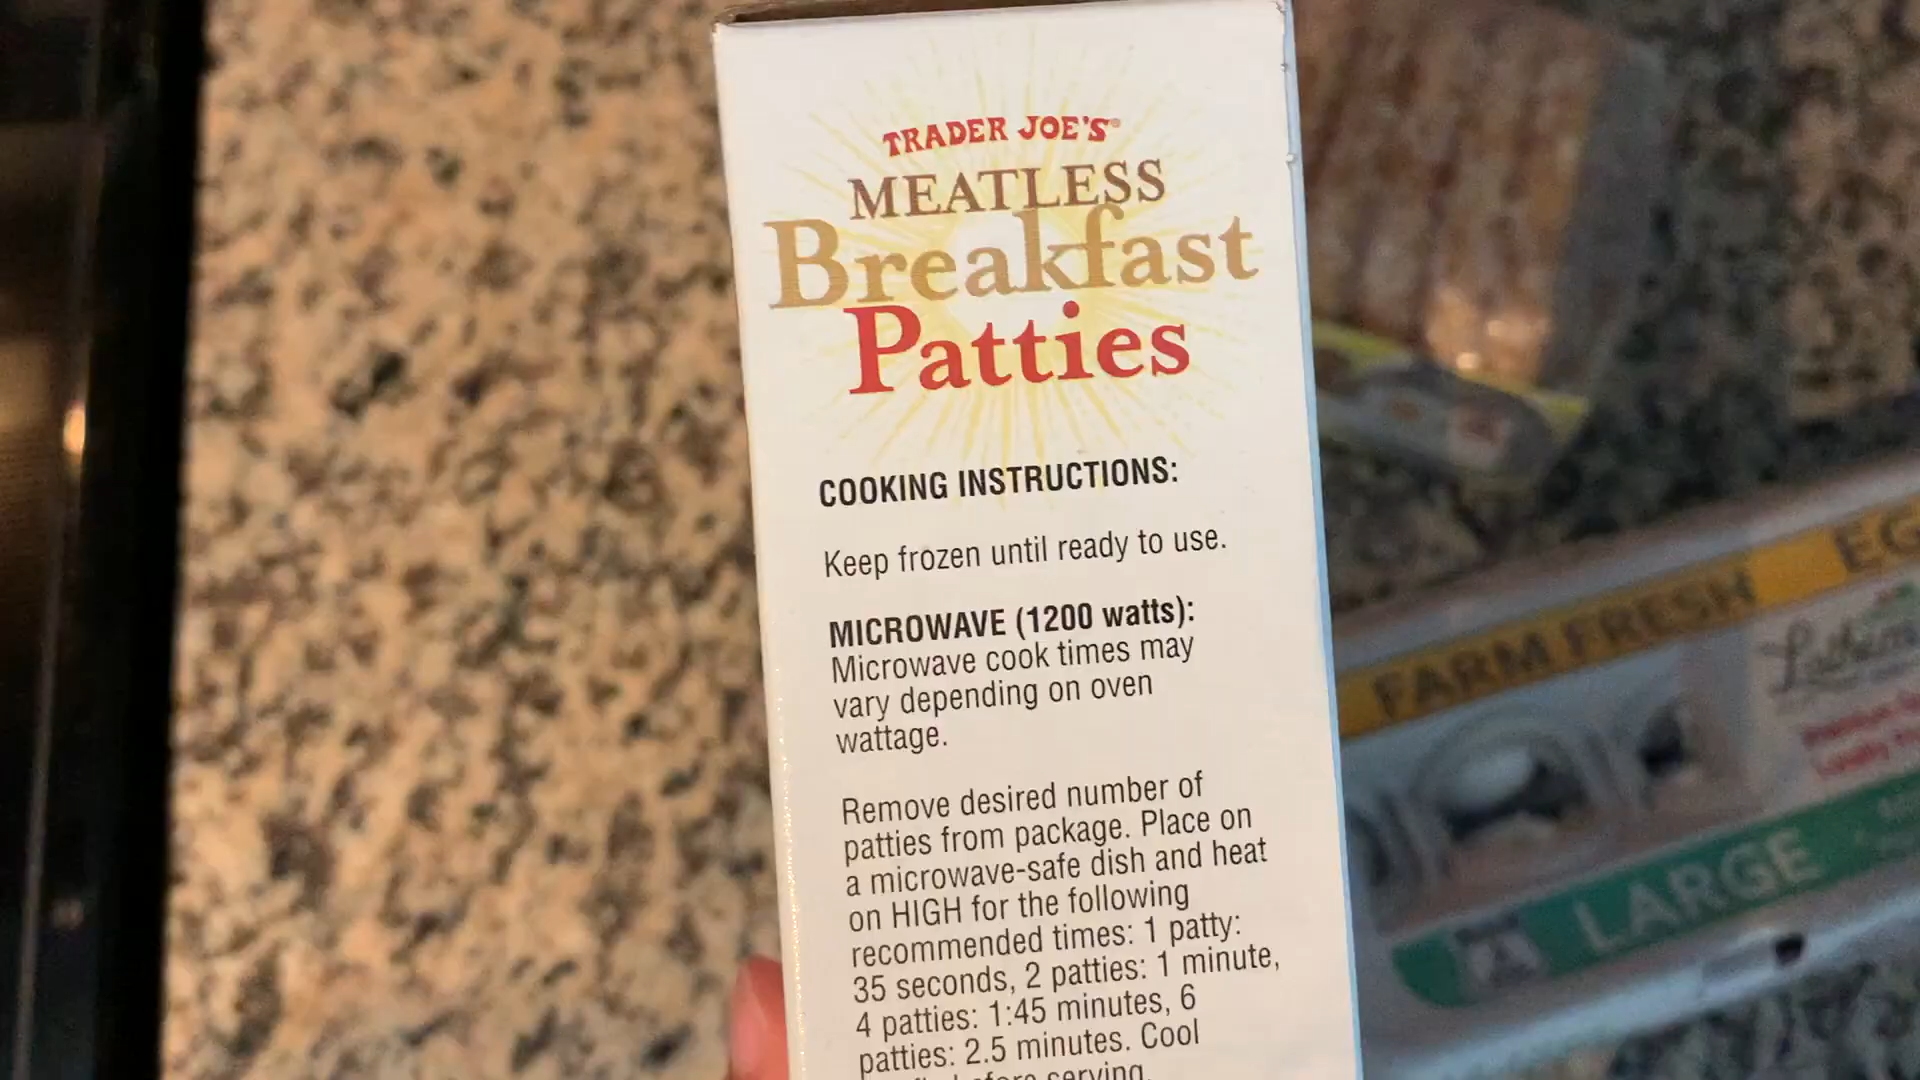 TRADER JOE'S®
MEATLESS
Breakfast
Patties
COOKING INSTRUCTIONS:
Keep frozen until ready to use.
MICROWAVE (1200 watts):
Microwave cook times may
vary depending on oven
wattage.
Remove desired number of
patties from package. Place on
a microwave-safe dish and heat
on HIGH for the following
recommended times: 1 patty:
35 seconds, 2 patties: 1 minute,
4 patties: 1:45 minutes, 6
patties: 2.5 minutes. Cool
before serving.
FARM FRESH EG
LARGE